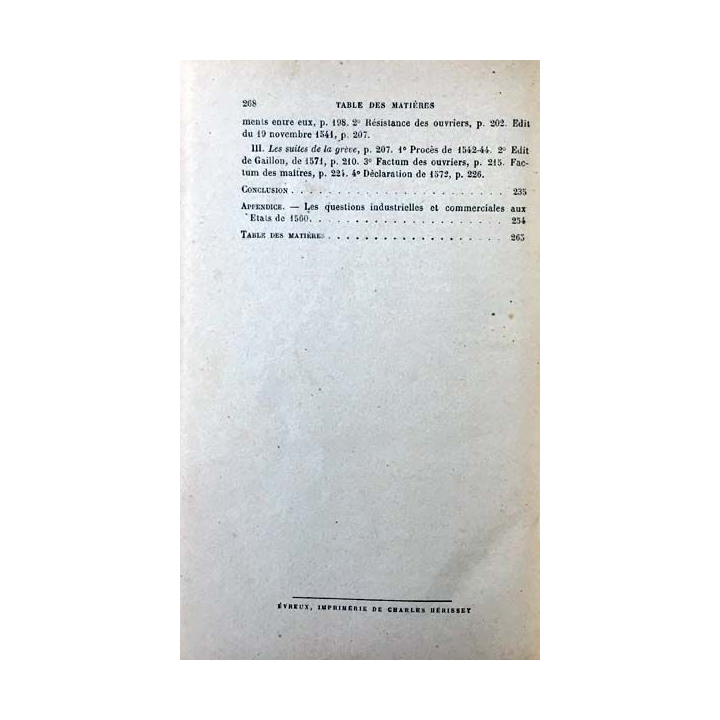 268 TABLE DES MATIÈRES
ments entre eux, p. 198. 2° Résistance des ouvriers, p. 202. Edit
du 19 novembre 1541, p. 207.
III. Les suites de la grève, p. 207. 1° Procès de 1542-44. 2° Edit
de Gaillon, de 1571, p. 210. 3° Factum des ouvriers, p. 215. Fac-
tum des maîtres, p. 224. 4° Déclaration de 1572, p. 226.
CONCLUSION . . . . . . . . . . . . . . . . . . . . . . . 235
APPENDICE. — Les questions industrielles et commerciales aux
Etats de 1560. . . . . . . . . . . . . . . . . . . . . . 254
TABLE DES MATIÈRES . . . . . . . . . . . . . . . . . . . 265
ÉVREUX, IMPRIMERIE DE CHARLES HÉRISSEY